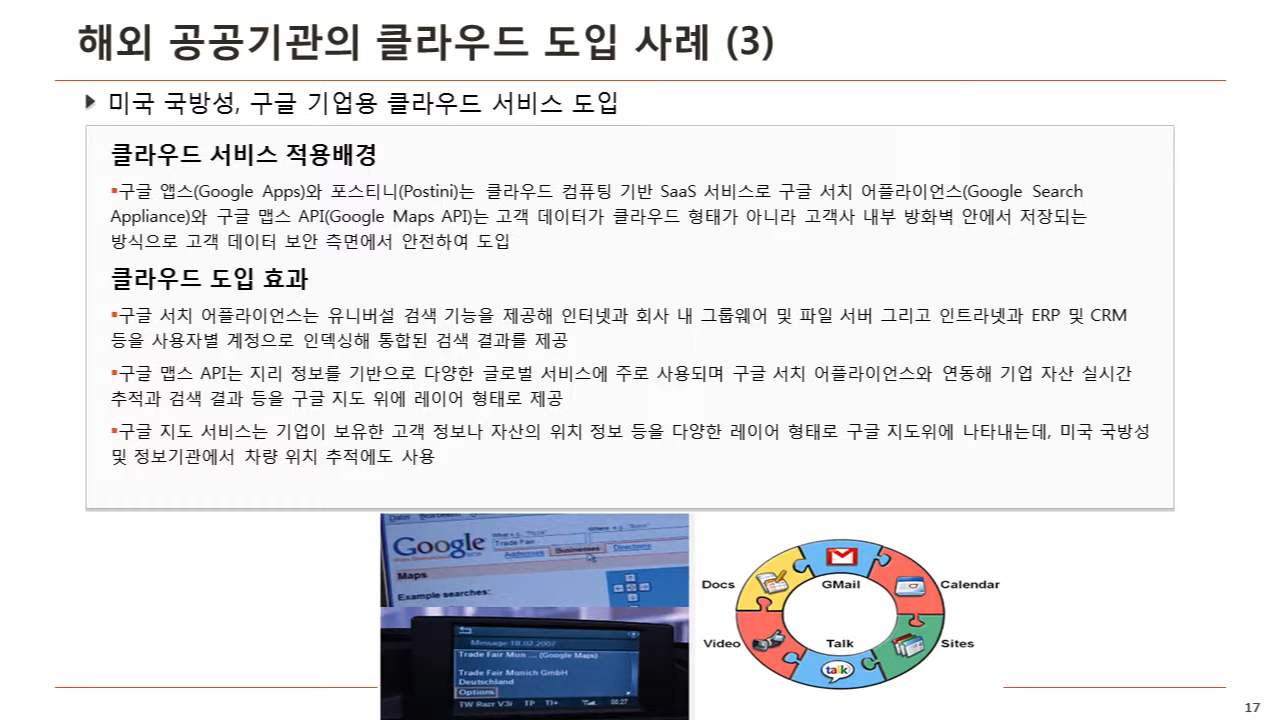 해외 공공기관의 클라우드 도입 사례 (3)
미국 국방성, 구글 기업용 클라우드 서비스 도입
클라우드 서비스 적용배경
▪구글 앱스(Google Apps)와 포스티니(Postini)는 클라우드 컴퓨팅 기반 SaaS 서비스로 구글 서치 어플라이언스(Google Search
Appliance)와 구글 맵스 API(Google Maps API)는 고객 데이터가 클라우드 형태가 아니라 고객사 내부 방화벽 안에서 저장되는
방식으로 고객 데이터 보안 측면에서 안전하여 도입
클라우드 도입 효과
▪구글 서치 어플라이언스는 유니버설 검색 기능을 제공해 인터넷과 회사 내 그룹웨어 및 파일 서버 그리고 인트라넷과 ERP 및 CRM
등을 사용자별 계정으로 인덱싱해 통합된 검색 결과를 제공
▪구글 맵스 API는 지리 정보를 기반으로 다양한 글로벌 서비스에 주로 사용되며 구글 서치 어플라이언스와 연동해 기업 자산 실시간
추적과 검색 결과 등을 구글 지도 위에 레이어 형태로 제공
▪구글 지도 서비스는 기업이 보유한 고객 정보나 자산의 위치 정보 등을 다양한 레이어 형태로 구글 지도위에 나타내는데, 미국 국방성
및 정보기관에서 차량 위치 추적에도 사용
Google
What e.g., "Pizza"
Where e.g.,
Trade Fair
Addresses Businesses Directions
Maps
Example searches:
Message 18.02.2007
Trade Fair Mun ... (Google Maps)
Trade Fair Munich GmbH
Deutschland
Options
TW Razr V3i TP
06:27
Docs
GMail
Calendar
Video
Talk
Sites
talk
17